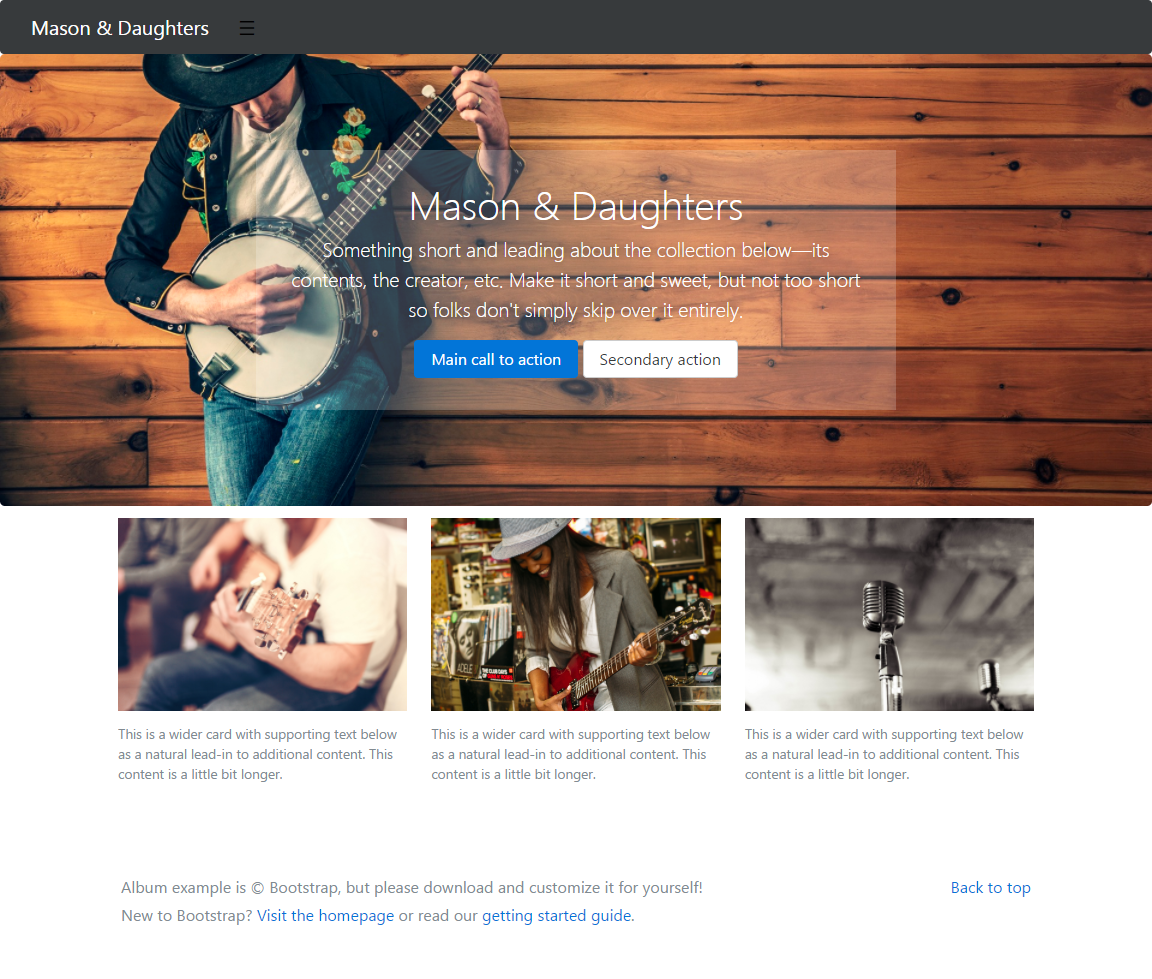 Mason & Daughters ☰
Mason & Daughters
Something short and leading about the collection below—its
contents, the creator, etc. Make it short and sweet, but not too short
so folks don't simply skip over it entirely.
Main call to action Secondary action
ADELE
THE CLUB DAYS
This is a wider card with supporting text below
as a natural lead-in to additional content. This
content is a little bit longer.
This is a wider card with supporting text below
as a natural lead-in to additional content. This
content is a little bit longer.
This is a wider card with supporting text below
as a natural lead-in to additional content. This
content is a little bit longer.
Album example is © Bootstrap, but please download and customize it for yourself!
Back to top
New to Bootstrap? Visit the homepage or read our getting started guide.